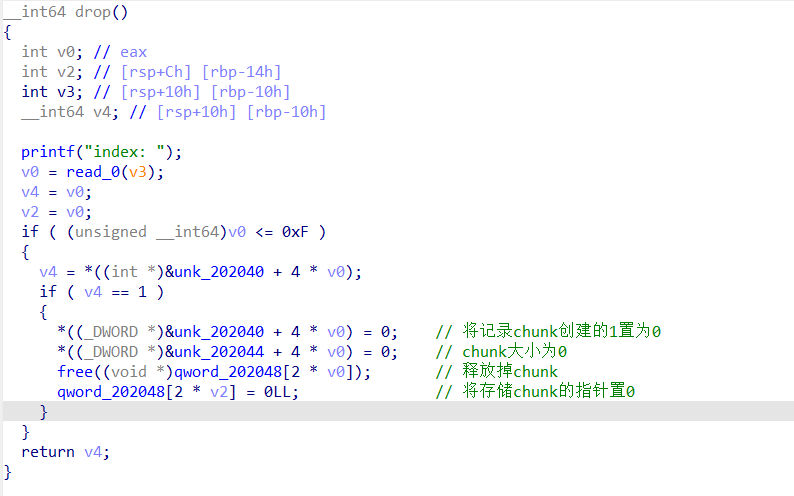 __int64 drop()
{
  int v0; // eax
  int v2; // [rsp+Ch] [rbp-14h]
  int v3; // [rsp+10h] [rbp-10h]
  __int64 v4; // [rsp+10h] [rbp-10h]

  printf("index: ");
  v0 = read_0(v3);
  v4 = v0;
  v2 = v0;
  if ( (unsigned __int64)v0 <= 0xF )
  {
    v4 = *((int *)&unk_202040 + 4 * v0);
    if ( v4 == 1 )
    {
      *((_DWORD *)&unk_202040 + 4 * v0) = 0;    // 将记录chunk创建的1置为0
      *((_DWORD *)&unk_202044 + 4 * v0) = 0;    // chunk大小为0
      free((void *)qword_202048[2 * v0]);       // 释放掉chunk
      qword_202048[2 * v2] = 0LL;               // 将存储chunk的指针置0
    }
  }
  return v4;
}